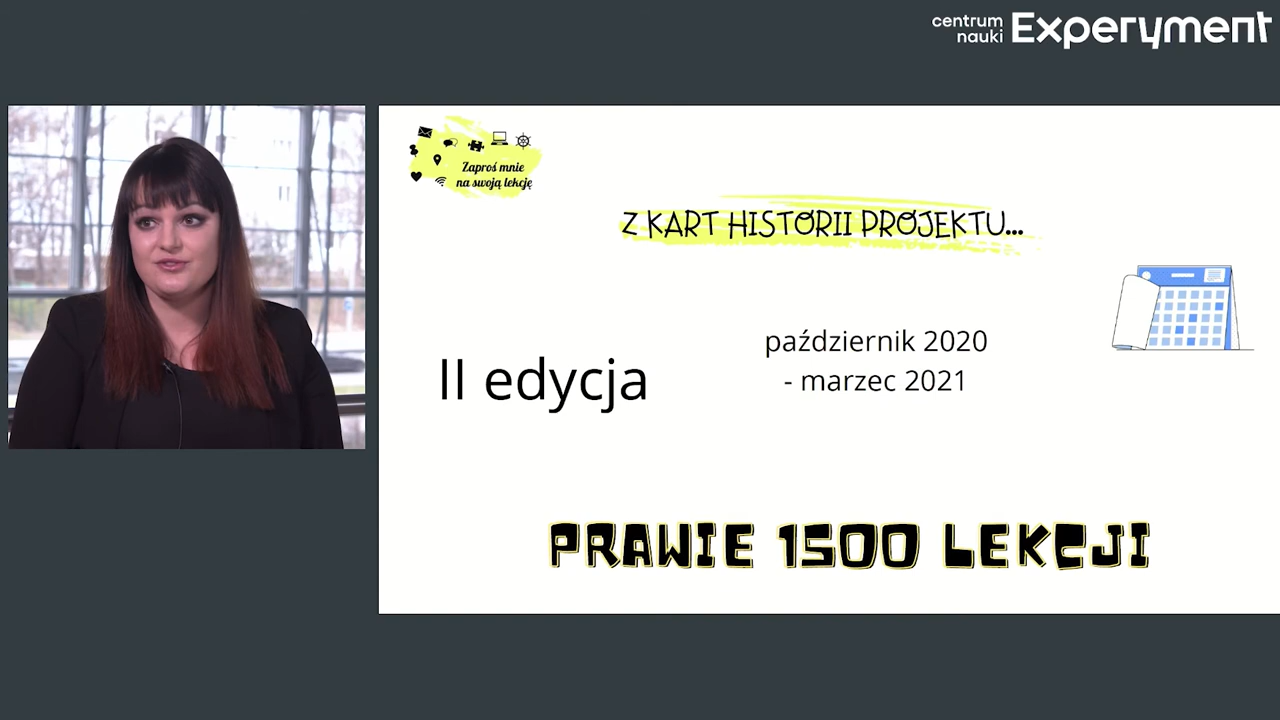 centrum
nauki Experyment
Zaproś mnie
na swoją lekcję
Z KART HISTORII PROJEKTU...
październik 2020
- marzec 2021
II edycja
PRAWIE 1500 LEKCJI